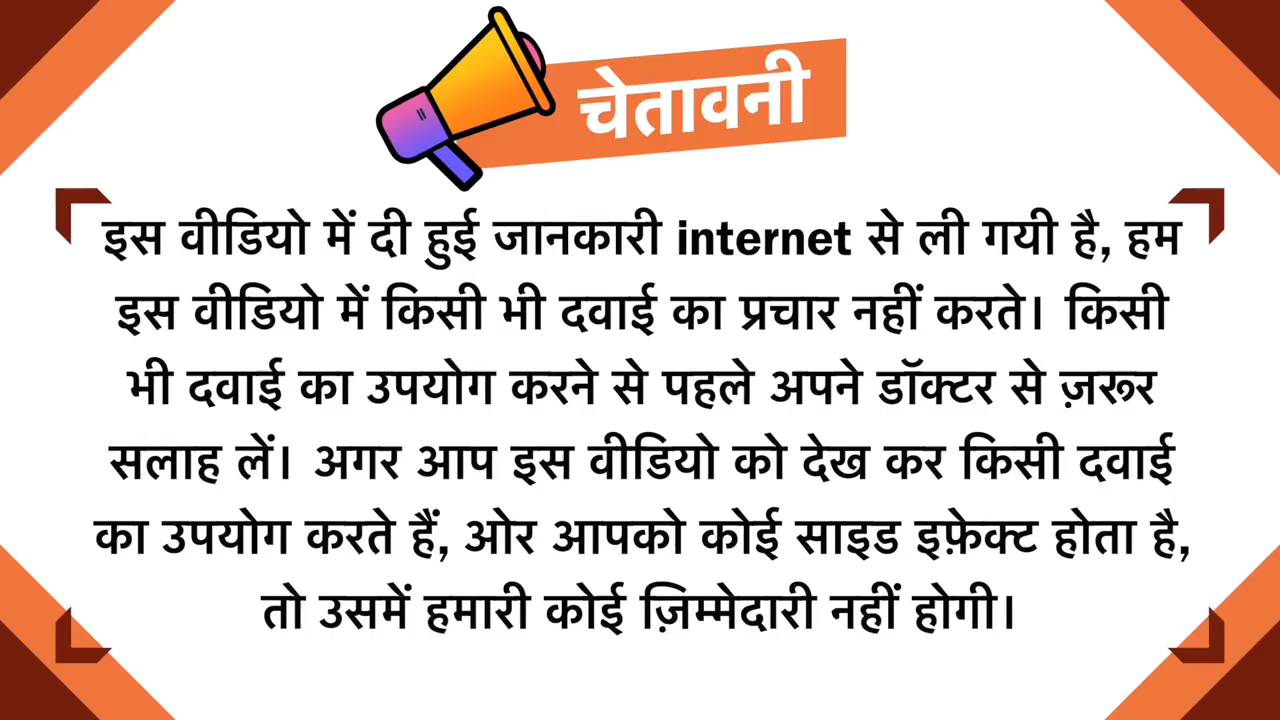 चेतावनी
इस वीडियो में दी हुई जानकारी internet से ली गयी है, हम
इस वीडियो में किसी भी दवाई का प्रचार नहीं करते। किसी
भी दवाई का उपयोग करने से पहले अपने डॉक्टर से ज़रूर
सलाह लें। अगर आप इस वीडियो को देख कर किसी दवाई
का उपयोग करते हैं, ओर आपको कोई साइड इफ़ेक्ट होता है,
तो उसमें हमारी कोई ज़िम्मेदारी नहीं होगी।